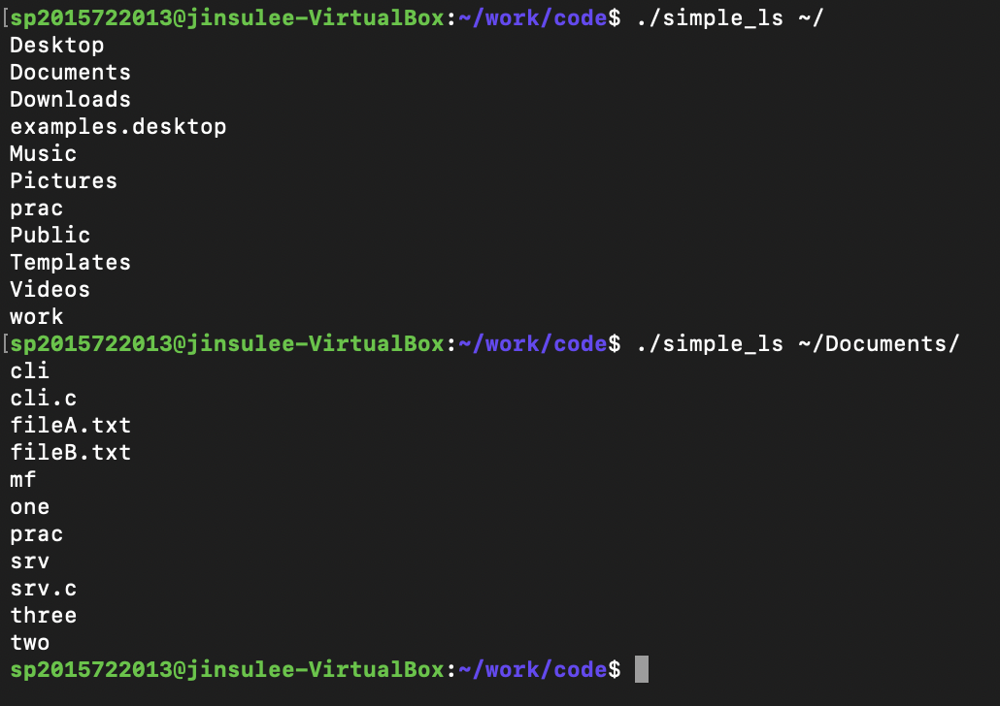 [sp2015722013@jinsulee-VirtualBox:~/work/code$ ./simple_ls ~/
Desktop
Documents
Downloads
examples.desktop
Music
Pictures
prac
Public
Templates
Videos
work
[sp2015722013@jinsulee-VirtualBox:~/work/code$ ./simple_ls ~/Documents/
cli
cli.c
fileA.txt
fileB.txt
mf
one
prac
srv
srv.c
three
two
sp2015722013@jinsulee-VirtualBox:~/work/code$